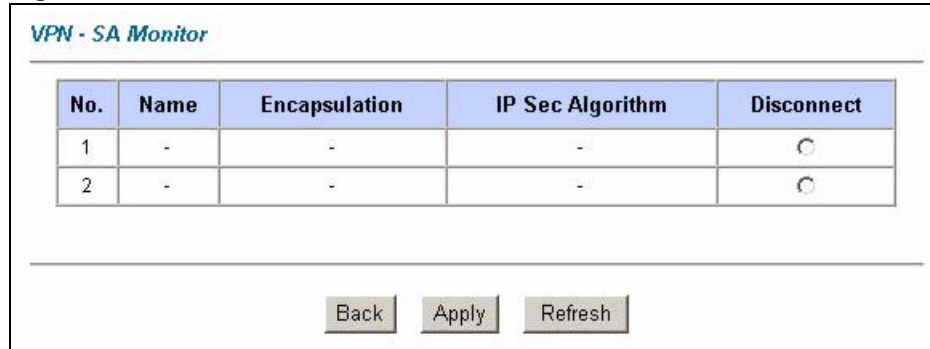 VPN - SA Monitor
No. Name Encapsulation IP Sec Algorithm Disconnect
1 - - -
2 - - -
Back Apply Refresh